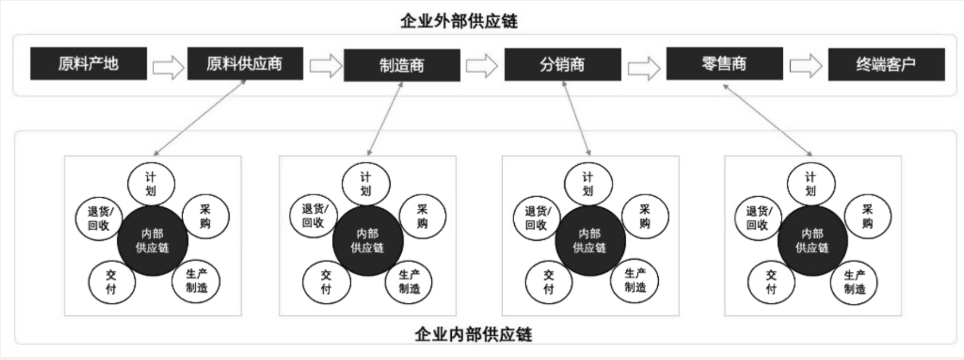 企业外部供应链
原料产地
原料供应商
制造商
分销商
零售商
终端客户
计
划
退货/
回收
采
购
内部
供应链
交
付
生产
制造
计
划
退货/
回收
采
购
内部
供应链
交
付
生产
制造
计
划
退货/
回收
采
购
内部
供应链
交
付
生产
制造
计
划
退货/
回收
采
购
内部
供应链
交
付
生产
制造
企业内部供应链